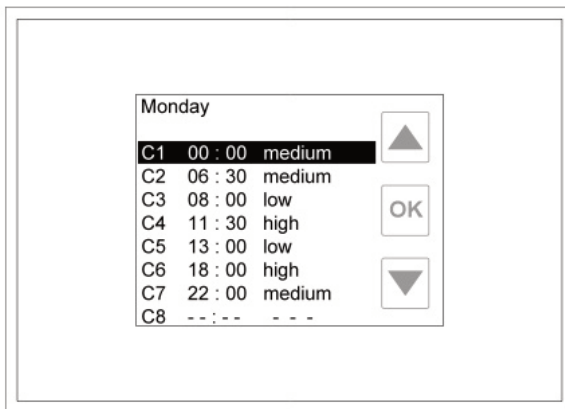 Monday
C1 00 : 00 medium
C2 06 : 30 medium
C3 08 : 00 low
C4 11 : 30 high
C5 13 : 00 low
C6 18 : 00 high
C7 22 : 00 medium
C8 - - : - - - - -
OK